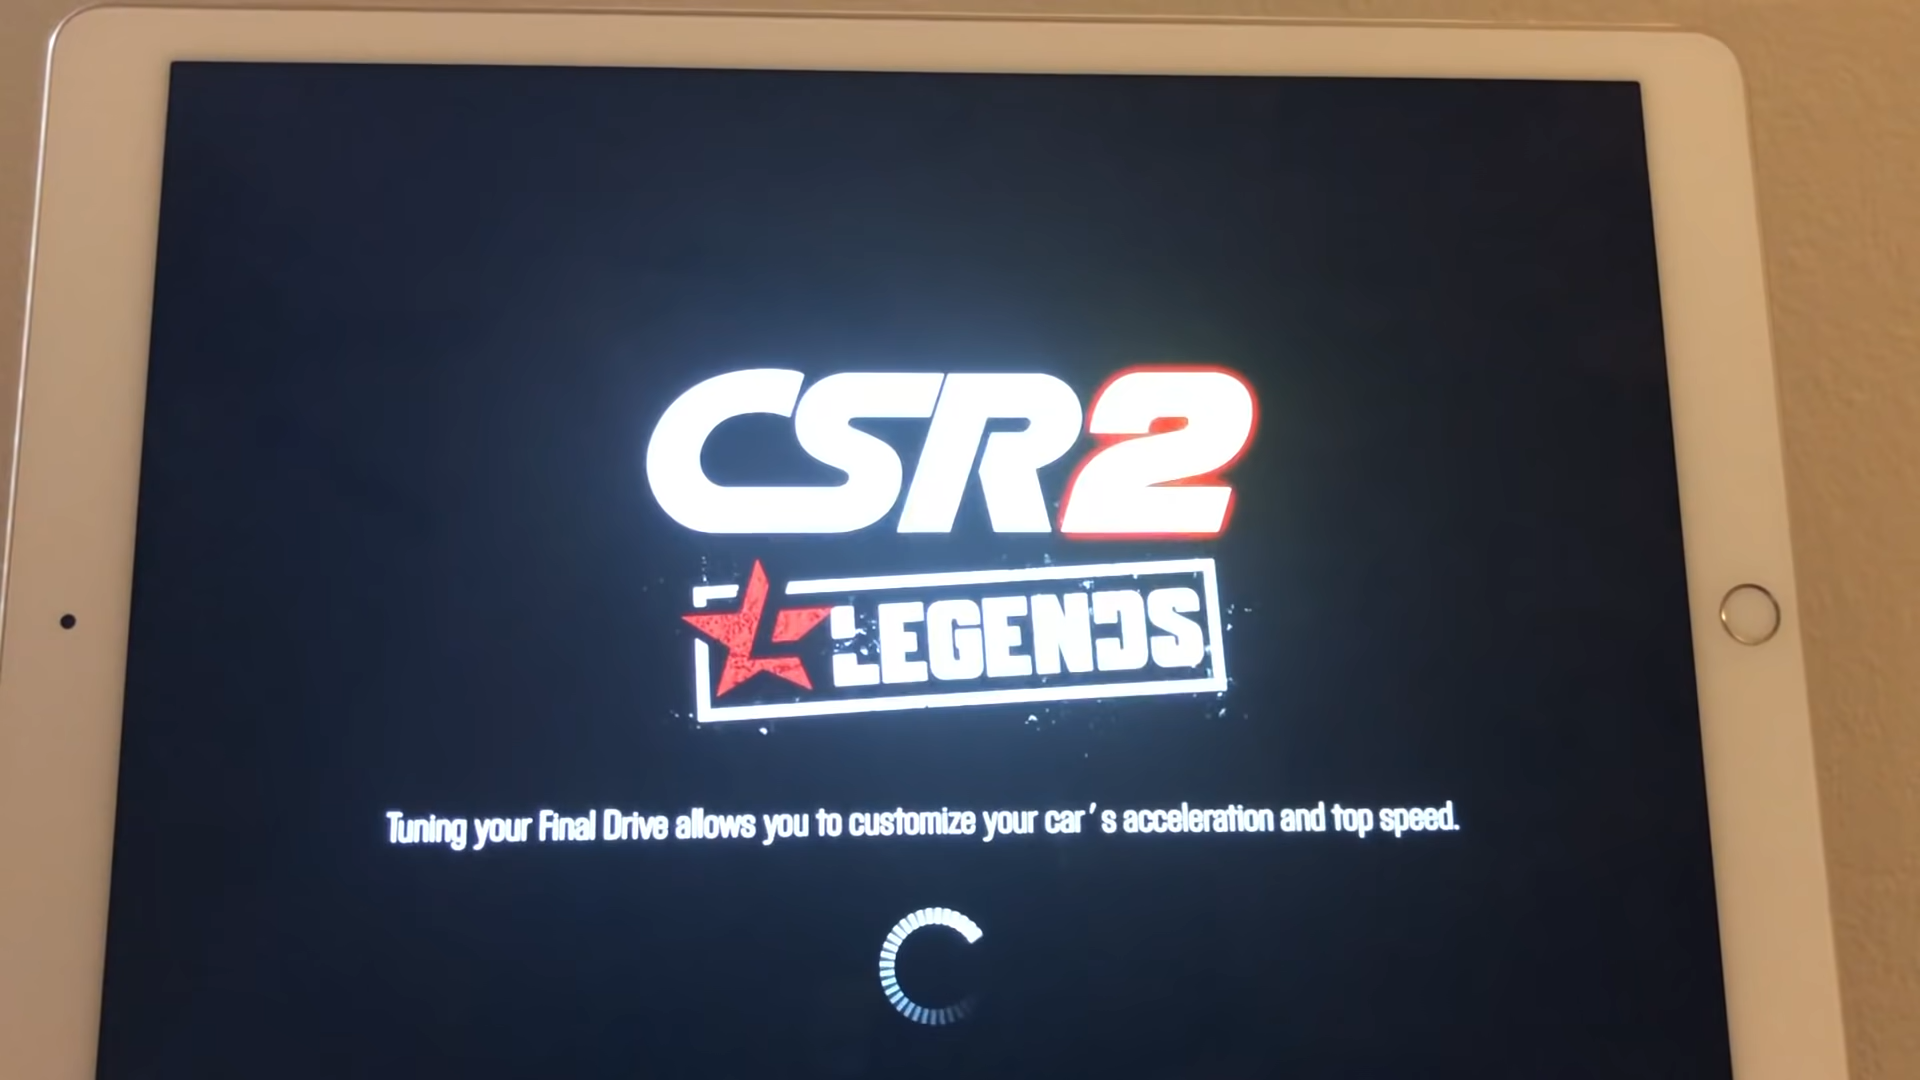 CSR2
LEGENDS
Tuning your Final Drive allows you to customize your car's acceleration and top speed.